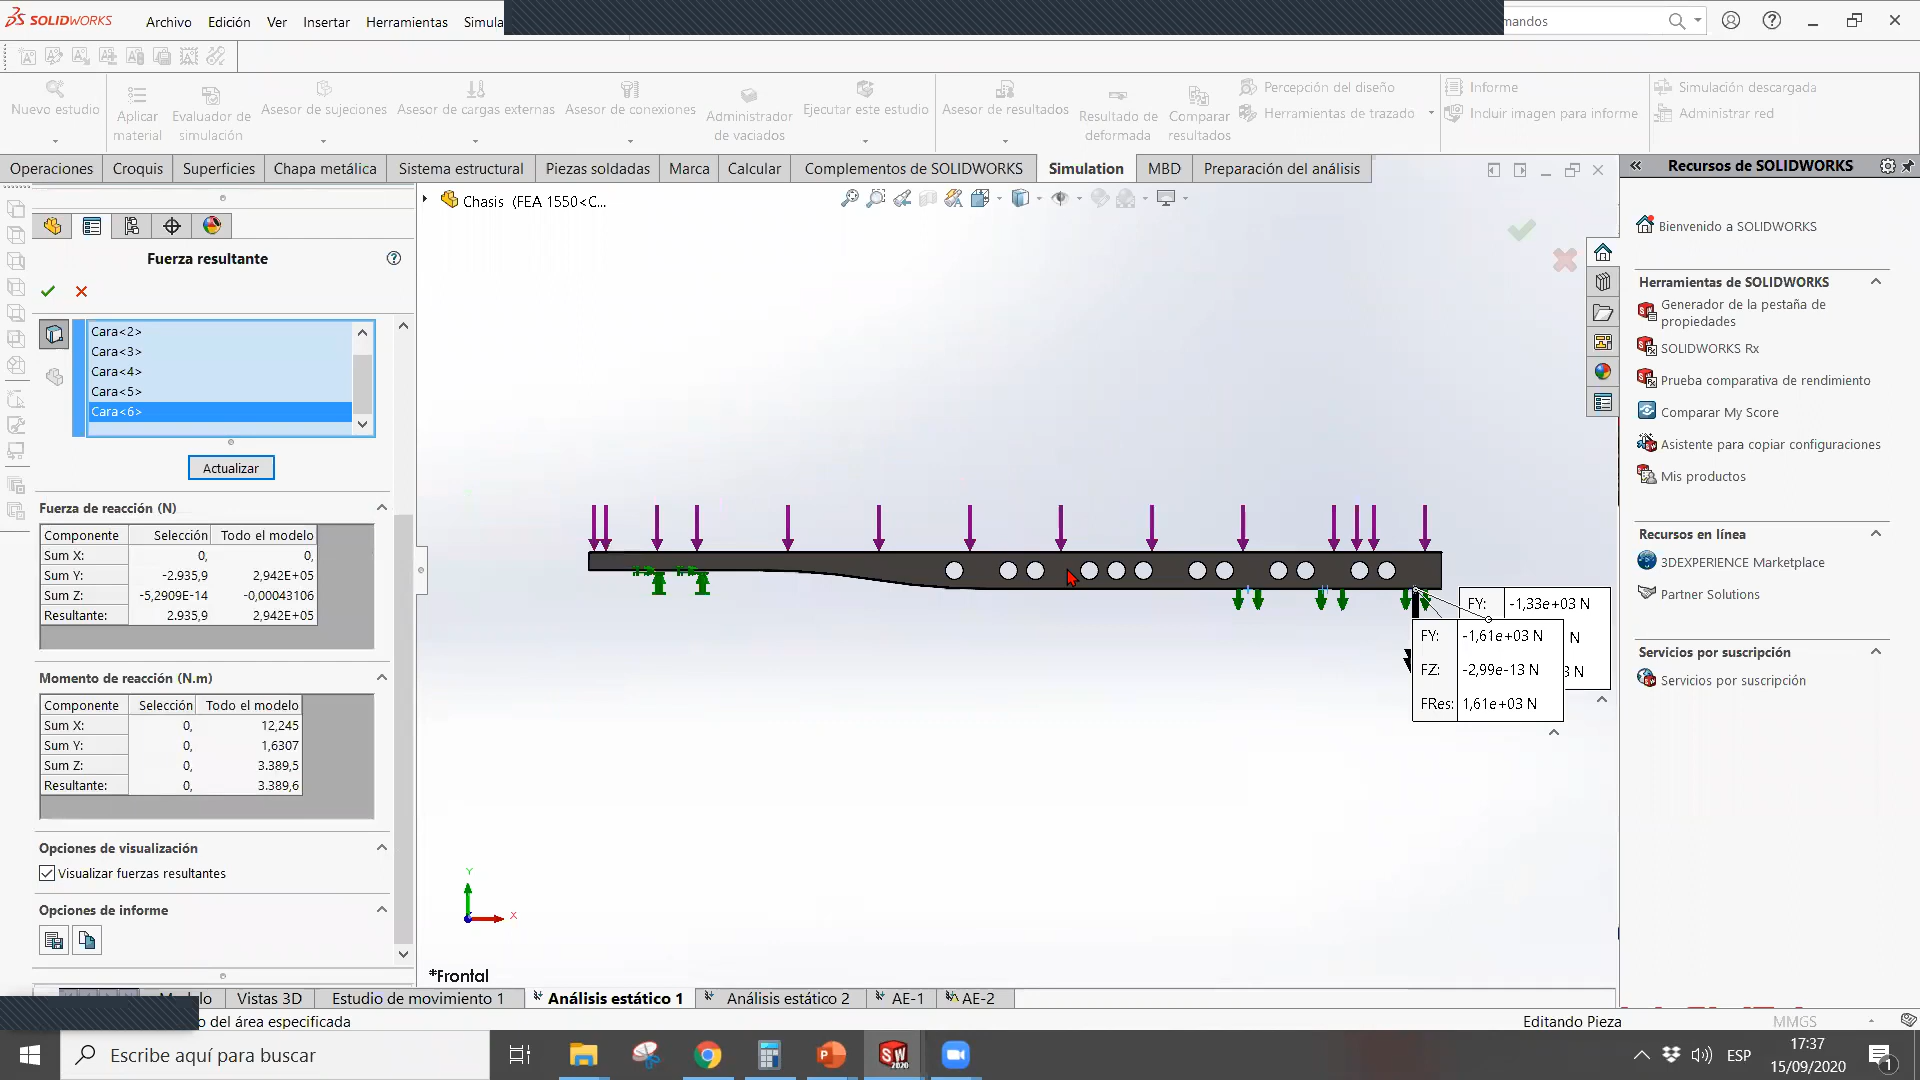 SOLIDWORKS
Archivo Edición Ver Insertar Herramientas Simula
mandos
Nuevo estudio
Aplicar material
Evaluador de simulación
Asesor de sujeciones
Asesor de cargas externas
Asesor de conexiones
Administrador de vaciados
Ejecutar este estudio
Asesor de resultados
Resultado de deformada
Comparar resultados
Percepción del diseño
Herramientas de trazado
Informe
Incluir imagen para informe
Simulación descargada
Administrar red
Operaciones Croquis Superficies Chapa metálica Sistema estructural Piezas soldadas Marca Calcular Complementos de SOLIDWORKS Simulation MBD Preparación del análisis
Recursos de SOLIDWORKS
Chasis (FEA 1550<C...
Fuerza resultante
Cara<2>
Cara<3>
Cara<4>
Cara<5>
Cara<6>
Actualizar
Fuerza de reacción (N)
Componente Selección Todo el modelo
Sum X: 0, 0,
Sum Y: -2.935,9 2,942E+05
Sum Z: -5,2909E-14 -0,00043106
Resultante: 2.935,9 2,942E+05
Momento de reacción (N.m)
Componente Selección Todo el modelo
Sum X: 0, 12,245
Sum Y: 0, 1,6307
Sum Z: 0, 3.389,5
Resultante: 0, 3.389,6
Opciones de visualización
Visualizar fuerzas resultantes
Opciones de informe
FY: -1,33e+03 N
N
3 N
FY: -1,61e+03 N
FZ: -2,99e-13 N
FRes: 1,61e+03 N
Y
X
*Frontal
Bienvenido a SOLIDWORKS
Herramientas de SOLIDWORKS
Generador de la pestaña de
propiedades
SOLIDWORKS Rx
Prueba comparativa de rendimiento
Comparar My Score
Asistente para copiar configuraciones
Mis productos
Recursos en línea
3DEXPERIENCE Marketplace
Partner Solutions
Servicios por suscripción
Servicios por suscripción
Vistas 3D Estudio de movimiento 1 Análisis estático 1 Análisis estático 2 AE-1 AE-2
o del área especificada
Editando Pieza
MMGS
Escribe aquí para buscar
SW
2020
ESP
17:37
15/09/2020
1